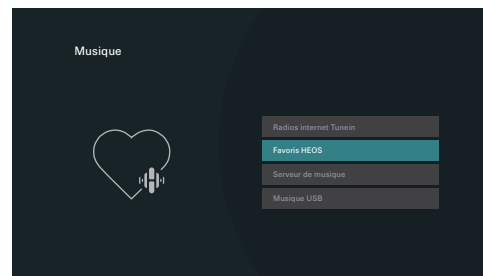 Musique
Radios internet Tunein
Favoris HEOS
Serveur de musique
Musique USB